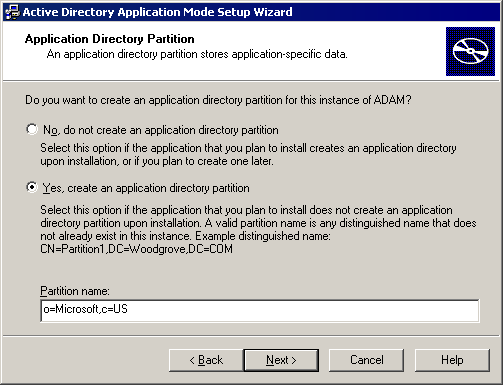 Active Directory Application Mode Setup Wizard
Application Directory Partition
An application directory partition stores application-specific data.
Do you want to create an application directory partition for this instance of ADAM?
No, do not create an application directory partition
Select this option if the application that you plan to install creates an application directory
upon installation, or if you plan to create one later.
Yes, create an application directory partition
Select this option if the application that you plan to install does not create an application
directory partition upon installation. A valid partition name is any distinguished name that does
not already exist in this instance. Example distinguished name:
CN=Partition1,DC=Woodgrove,DC=COM
Partition name:
o=Microsoft,c=US
< Back
Next >
Cancel
Help